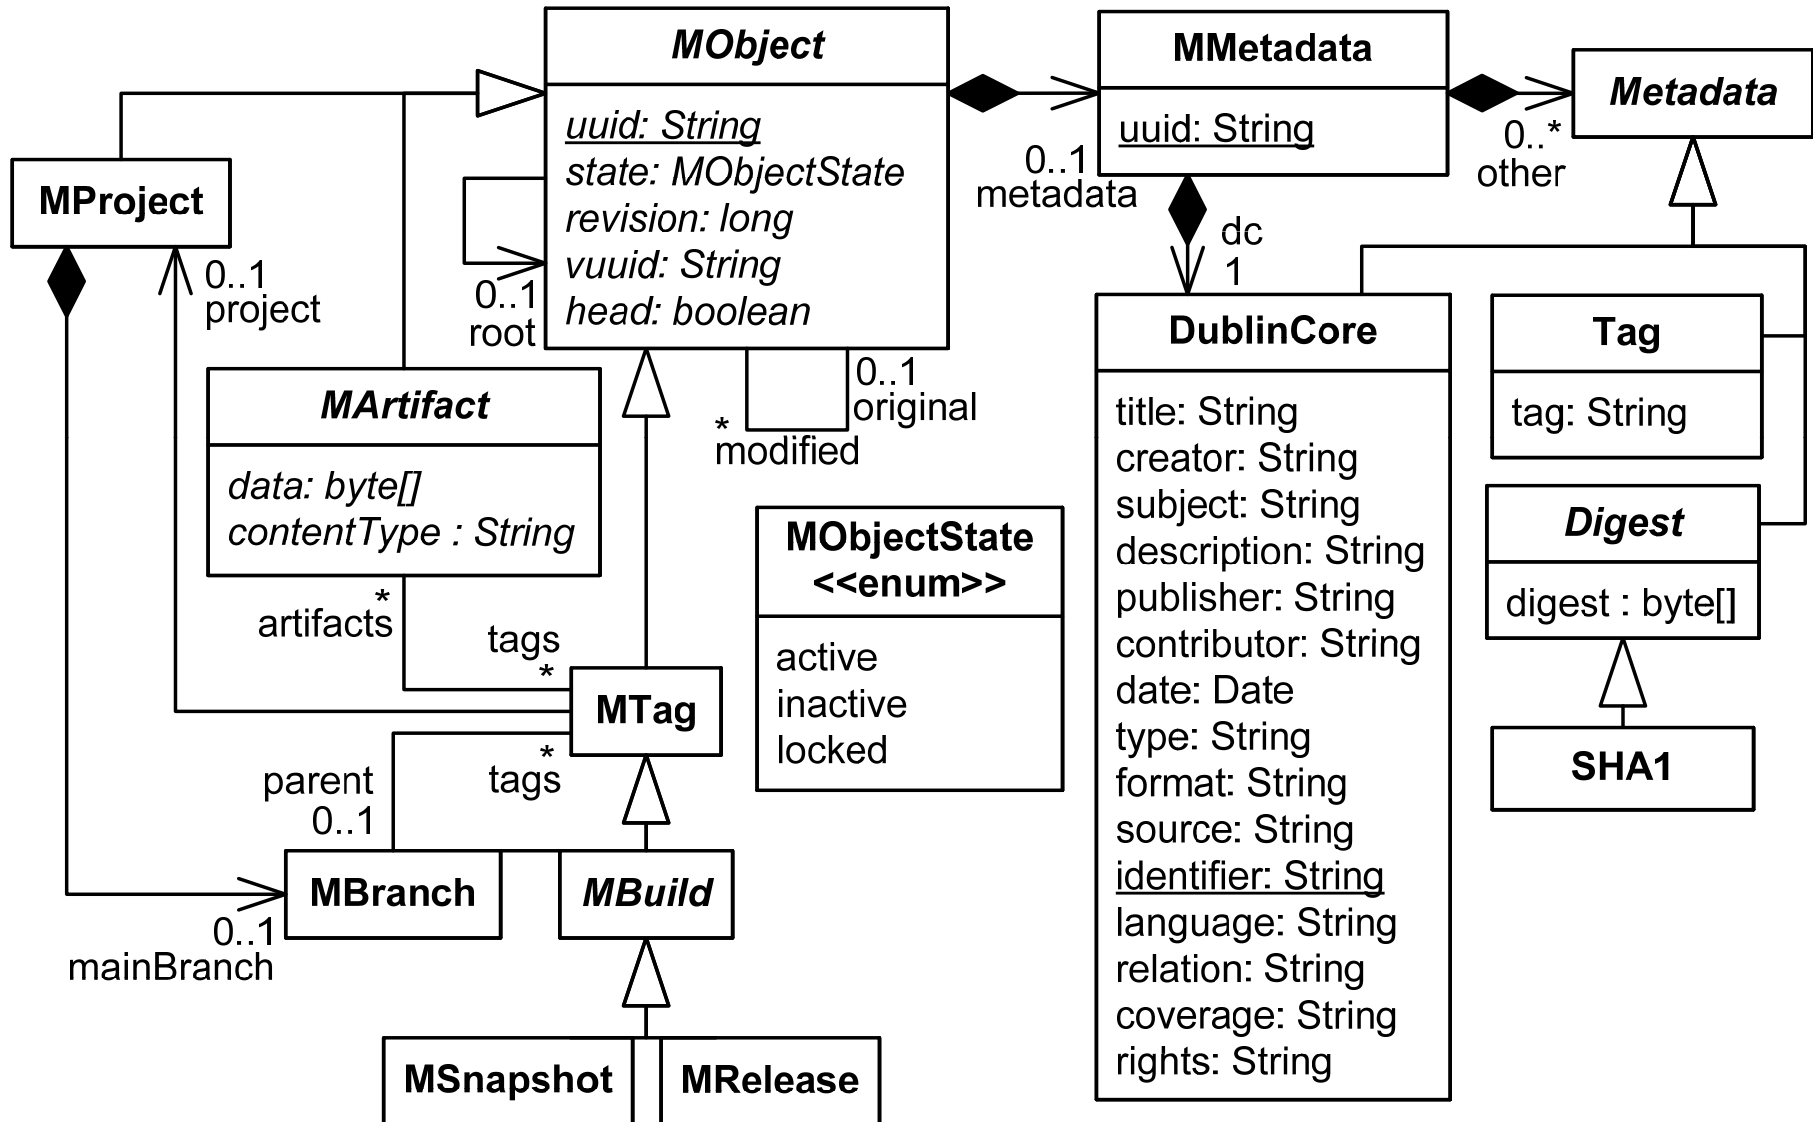 MObject
uuid: String
state: MObjectState
revision: long
vuuid: String
head: boolean
MMetadata
uuid: String
Metadata
0..1
metadata
0..*
other
MProject
0..1
project
0..1
root
dc
1
0..1
original
*
modified
MArtifact
data: byte[]
contentType : String
*
artifacts
tags
*
MTag
*
tags
parent
0..1
MBranch
MBuild
0..1
mainBranch
MSnapshot
MRelease
MObjectState
<<enum>>
active
inactive
locked
DublinCore
title: String
creator: String
subject: String
description: String
publisher: String
contributor: String
date: Date
type: String
format: String
source: String
identifier: String
language: String
relation: String
coverage: String
rights: String
Tag
tag: String
Digest
digest : byte[]
SHA1